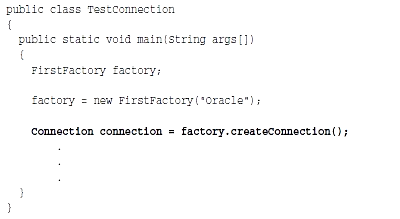 public class TestConnection
{
public static void main(String args[])
{
FirstFactory factory;
factory = new FirstFactory("Oracle");
Connection connection = factory.createConnection();
.
.
.
}
}